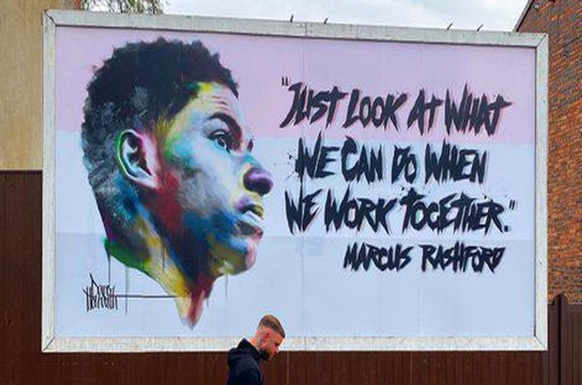 "JUST LOOK AT WHAT
WE CAN DO WHEN
WE WORK TOGETHER."
MARCUS RASHFORD